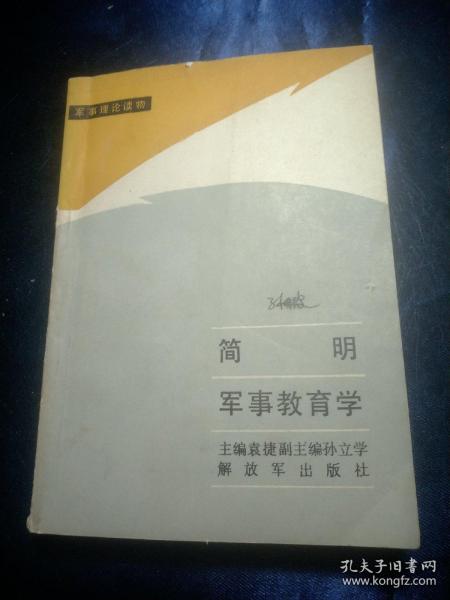 军事理论读物
简明
军事教育学
主编袁捷副主编孙立学
解放军出版社
孔夫子旧书网
www.kongfz.com